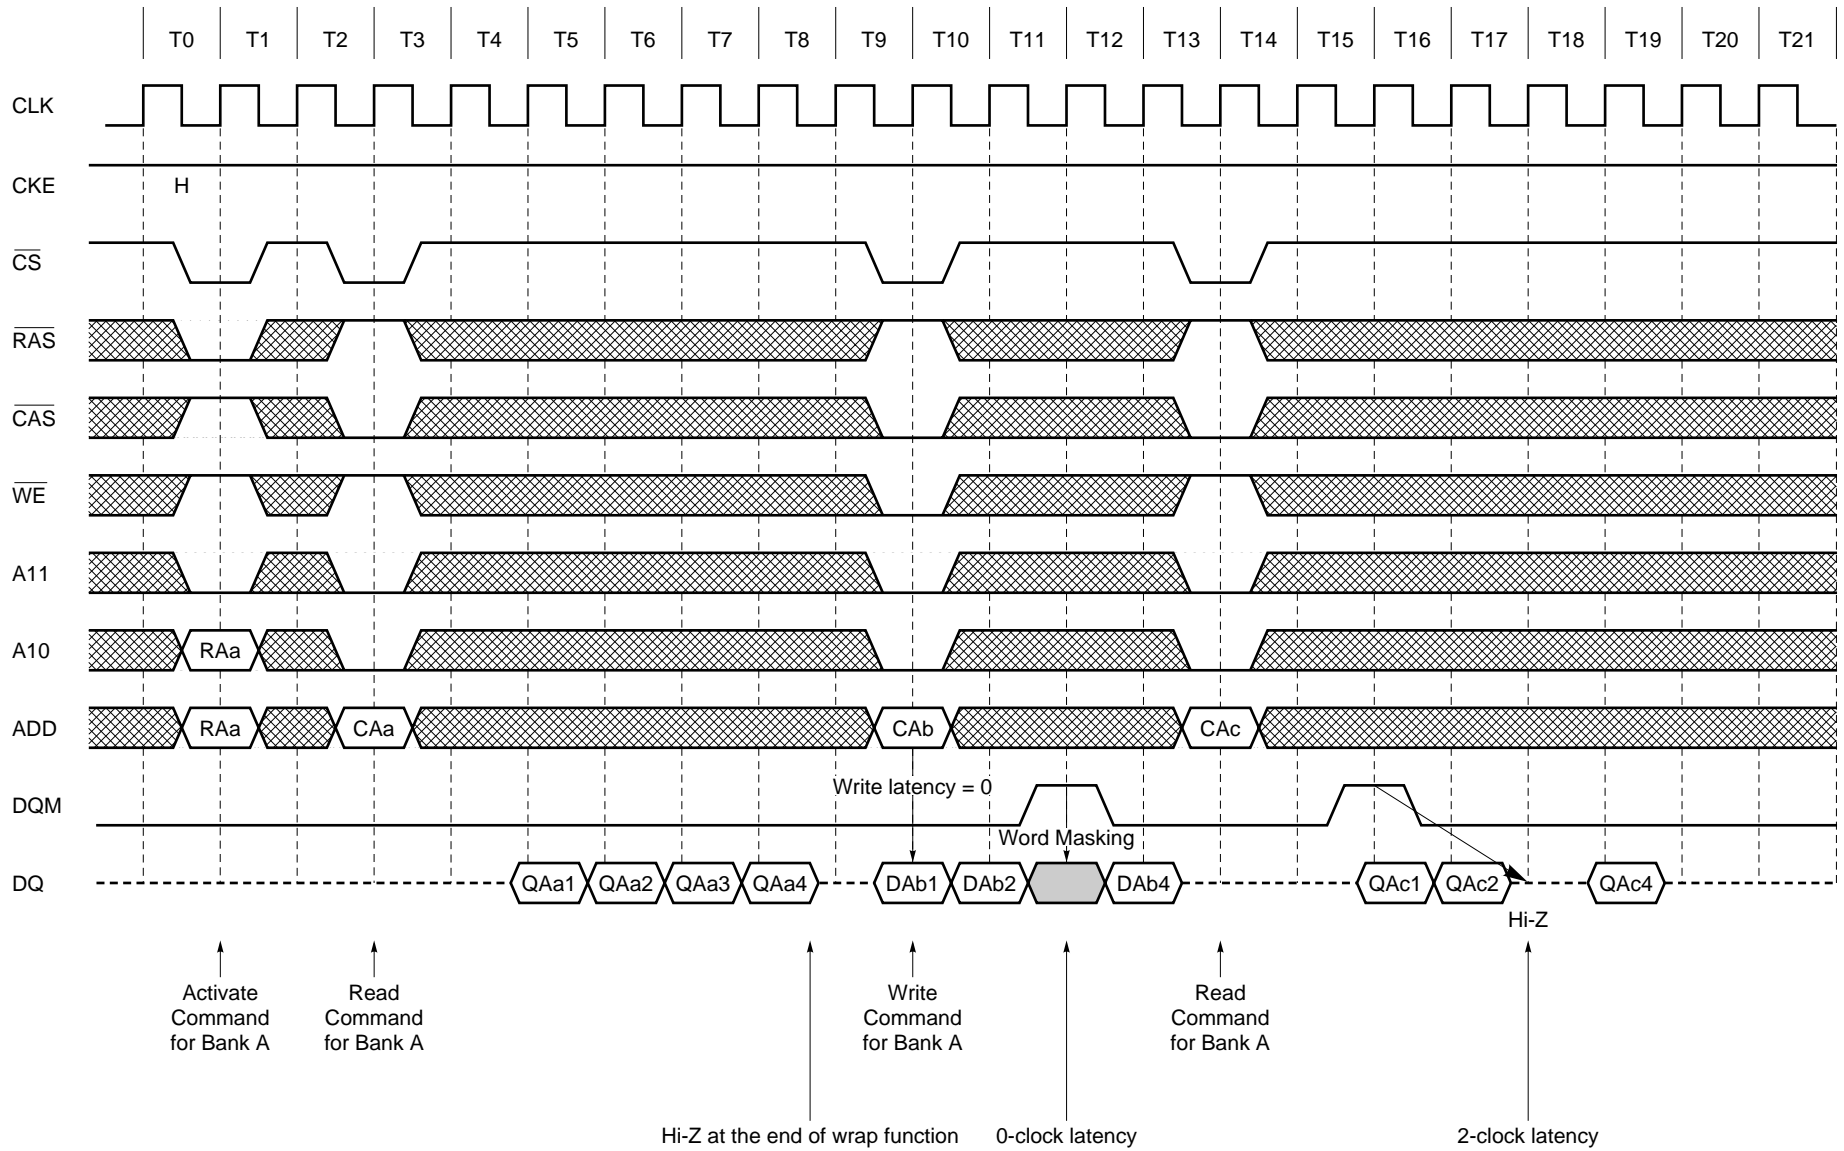 T0 T1 T2 T3 T4 T5 T6 T7 T8 T9 T10 T11 T12 T13 T14 T15 T16 T17 T18 T19 T20 T21
CLK
CKE H
CS
RAS
CAS
WE
A11
A10 RAa
ADD RAa CAa CAb CAc
Write latency = 0
DQM
Word Masking
DQ QAa1 QAa2 QAa3 QAa4 DAb1 DAb2 DAb4 QAc1 QAc2 QAc4
Hi-Z
Activate
Command
for Bank A
Read
Command
for Bank A
Write
Command
for Bank A
Read
Command
for Bank A
Hi-Z at the end of wrap function
0-clock latency
2-clock latency